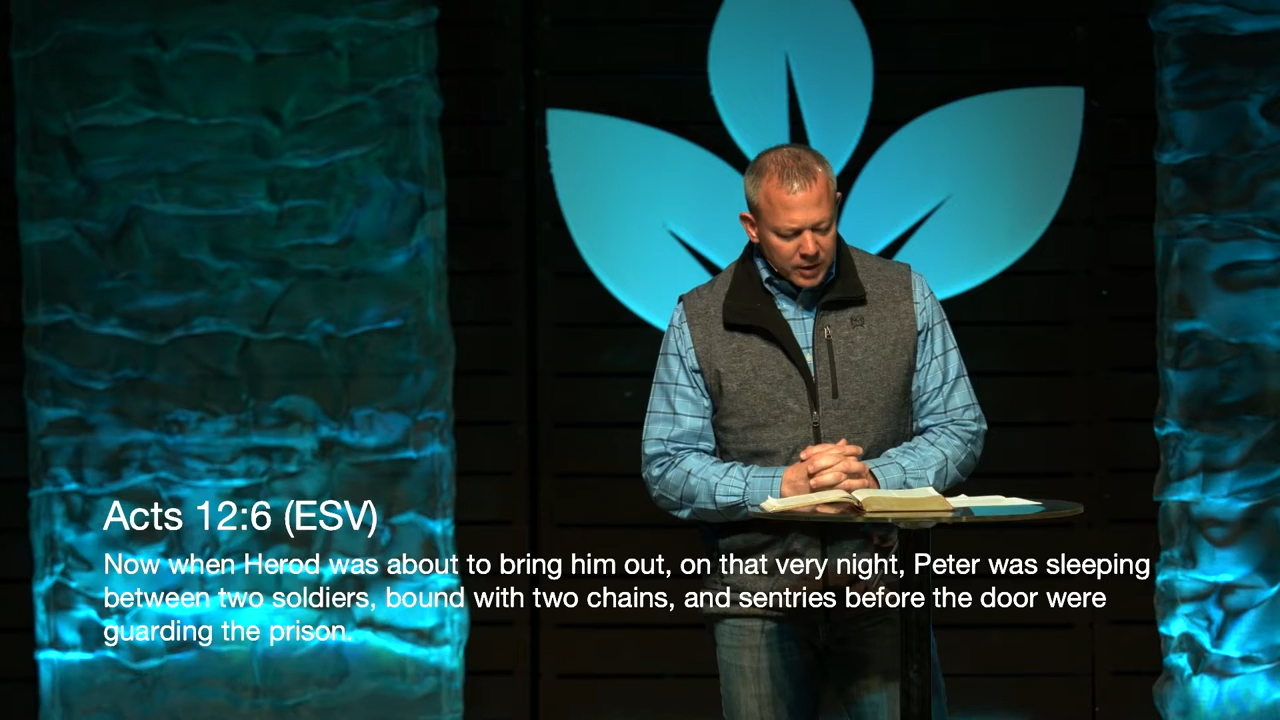 Acts 12:6 (ESV)
Now when Herod was about to bring him out, on that very night, Peter was sleeping
between two soldiers, bound with two chains, and sentries before the door were
guarding the prison.